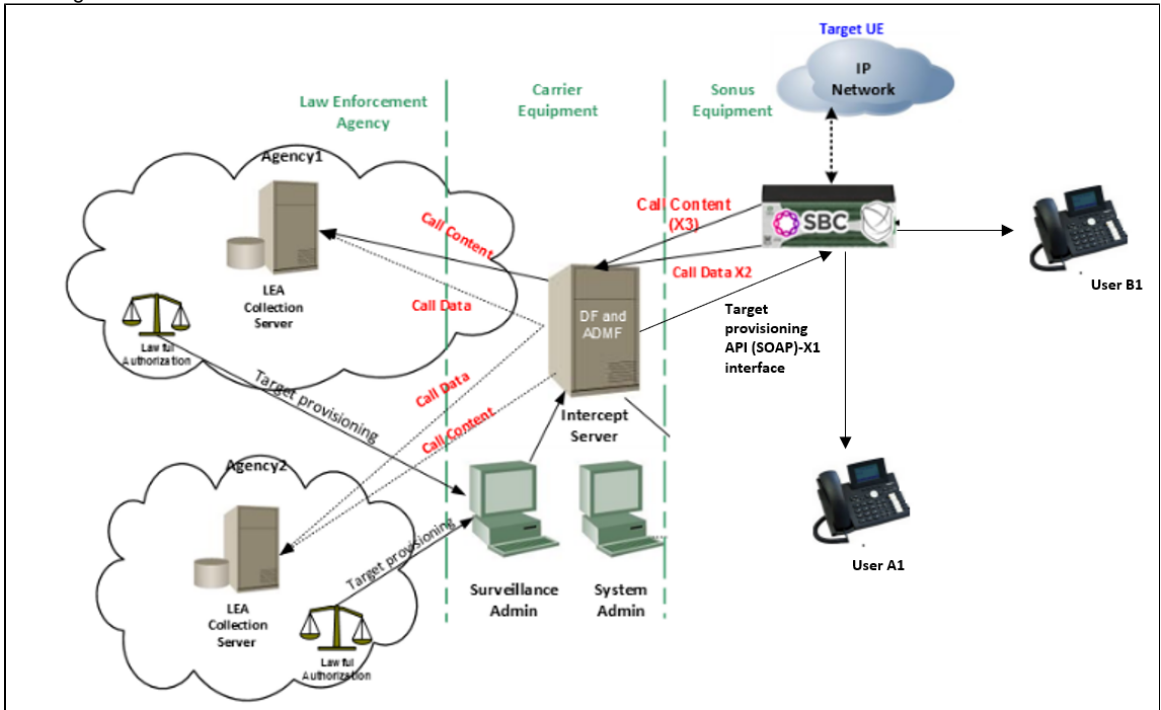 Target UE
IP
Network
Law Enforcement
Agency
Carrier
Equipment
Sonus
Equipment
Agency1
LEA
Collection
Server
Law ful
Authorization
Call Content
Call Data
Call Content
(X3)
SBC
Call Data X2
User B1
DF and
ADMF
Target
provisioning
API (SOAP)-X1
interface
Target provisioning
Call Data
Call Content
Intercept
Server
Agency2
LEA
Collection
Server
Target provisioning
Law ful
Authorization
Surveillance
Admin
System
Admin
User A1